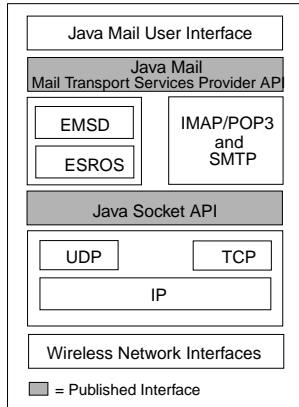 Java Mail User Interface
Java Mail
Mail Transport Services Provider API
EMSD
ESROS
IMAP/POP3
and
SMTP
Java Socket API
UDP
TCP
IP
Wireless Network Interfaces
= Published Interface